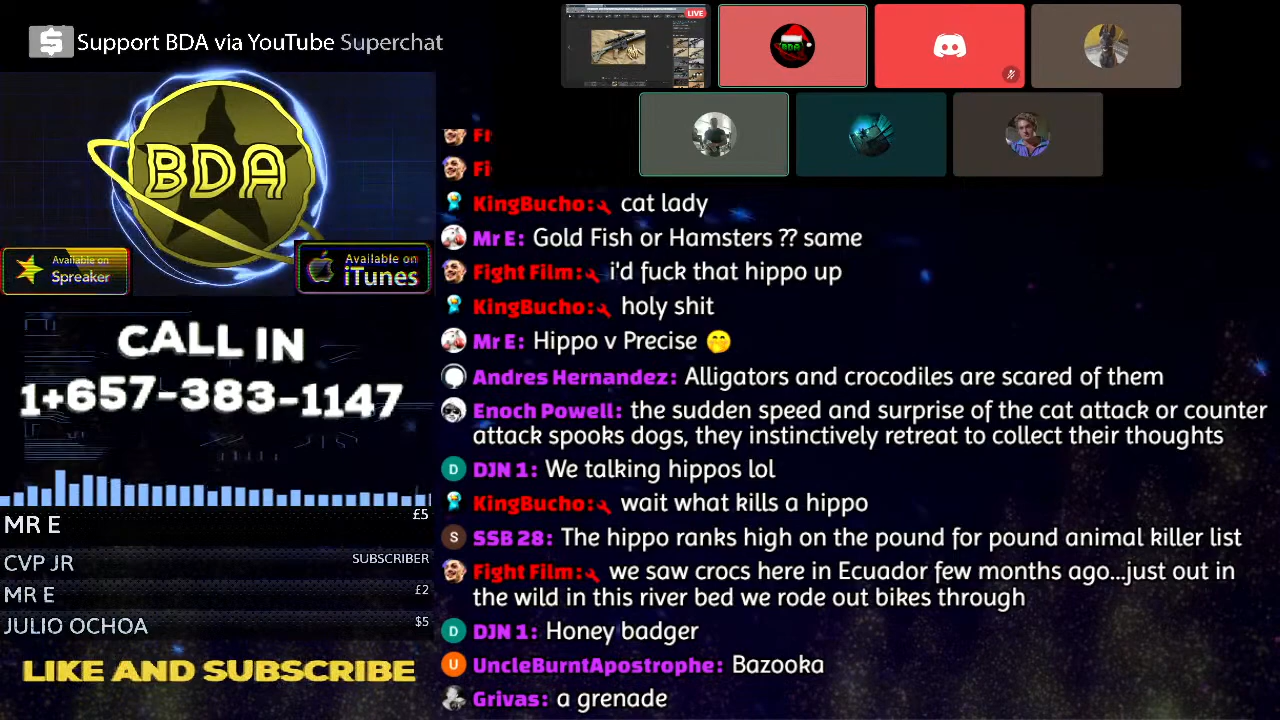 Support BDA via YouTube Superchat
LIVE
BDA
BDA
Available on
Spreaker
Available on
iTunes
CALL IN
1+657-383-1147
MR E £5
CVP JR SUBSCRIBER
MR E £2
JULIO OCHOA $5
LIKE AND SUBSCRIBE
Fi
KingBucho: cat lady
Mr E: Gold Fish or Hamsters ?? same
Fight Film: i'd fuck that hippo up
KingBucho: holy shit
Mr E: Hippo v Precise 🤭
Andres Hernandez: Alligators and crocodiles are scared of them
Enoch Powell: the sudden speed and surprise of the cat attack or counter
attack spooks dogs, they instinctively retreat to collect their thoughts
D DJN 1: We talking hippos lol
KingBucho: wait what kills a hippo
S SSB 28: The hippo ranks high on the pound for pound animal killer list
Fight Film: we saw crocs here in Ecuador few months ago...just out in
the wild in this river bed we rode out bikes through
D DJN 1: Honey badger
U UncleBurntApostrophe: Bazooka
Grivas: a grenade